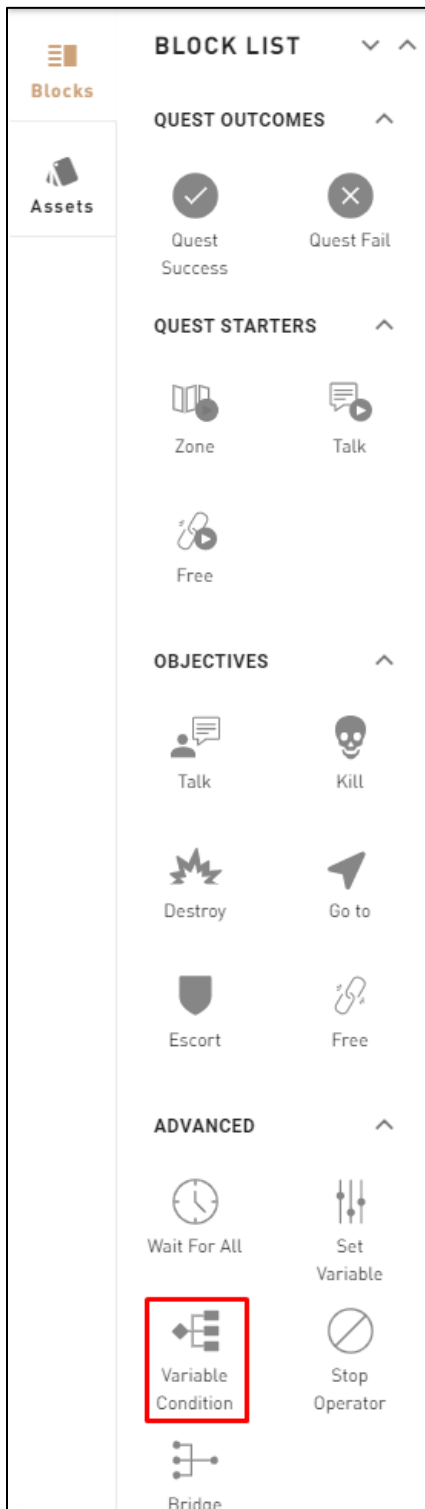 BLOCK LIST
Blocks
QUEST OUTCOMES
Assets
Quest
Success
Quest Fail
QUEST STARTERS
Zone
Talk
Free
OBJECTIVES
Talk
Kill
Destroy
Go to
Escort
Free
ADVANCED
Wait For All
Set
Variable
Variable
Condition
Stop
Operator
Bridge